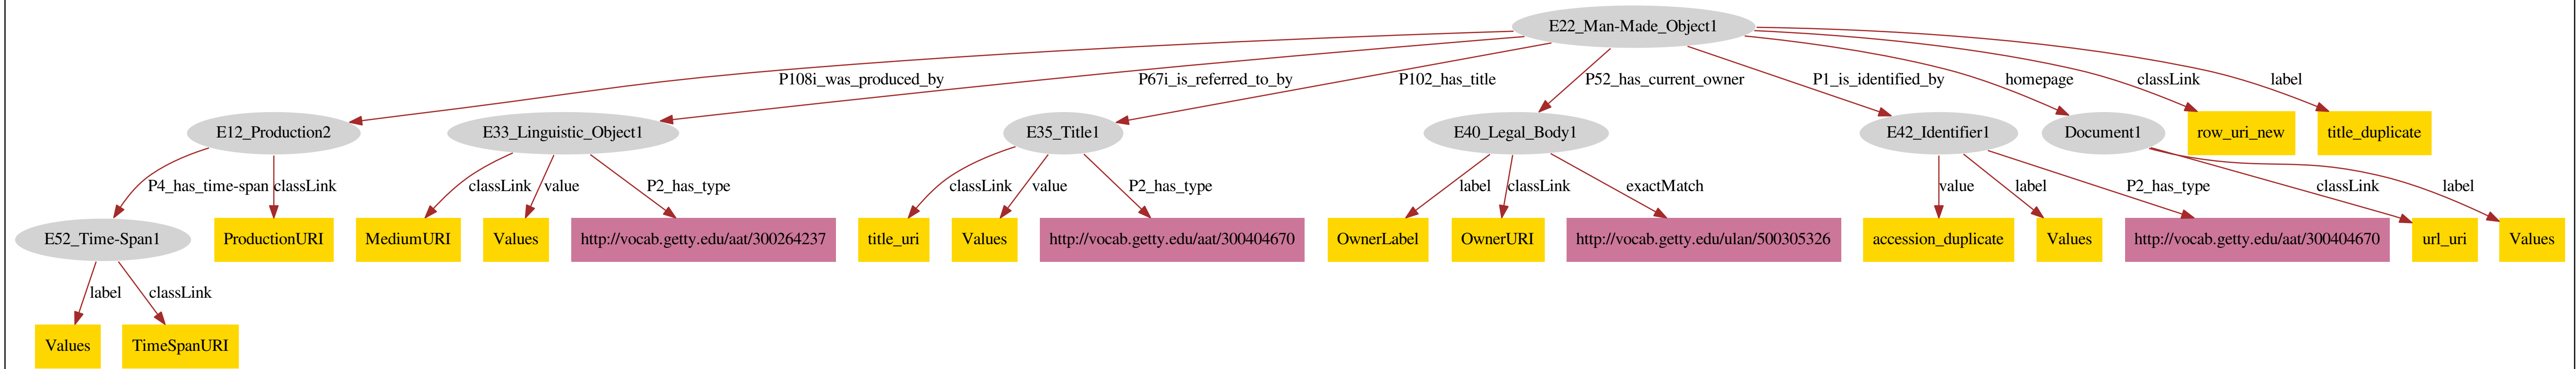 E22_Man-Made_Object1
P108i_was_produced_by
P67i_is_referred_to_by
P102_has_title
P52_has_current_owner
P1_is_identified_by
homepage
classLink
label
E12_Production2
E33_Linguistic_Object1
E35_Title1
E40_Legal_Body1
E42_Identifier1
Document1
row_uri_new
title_duplicate
P4_has_time-span
classLink
classLink
value
P2_has_type
classLink
value
P2_has_type
label
classLink
exactMatch
value
label
P2_has_type
classLink
label
E52_Time-Span1
ProductionURI
MediumURI
Values
http://vocab.getty.edu/aat/300264237
title_uri
Values
http://vocab.getty.edu/aat/300404670
OwnerLabel
OwnerURI
http://vocab.getty.edu/ulan/500305326
accession_duplicate
Values
http://vocab.getty.edu/aat/300404670
url_uri
Values
label
classLink
Values
TimeSpanURI